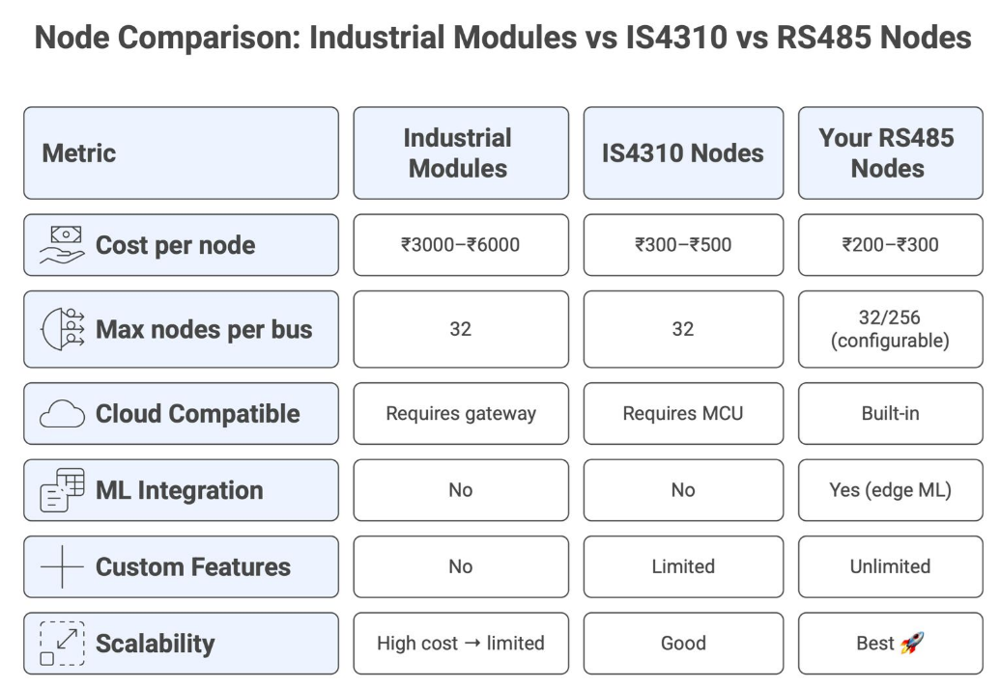 Node Comparison: Industrial Modules vs IS4310 vs RS485 Nodes
Metric
Industrial
Modules
IS4310 Nodes
Your RS485
Nodes
Cost per node
₹3000–₹6000
₹300–₹500
₹200–₹300
Max nodes per bus
32
32
32/256
(configurable)
Cloud Compatible
Requires gateway
Requires MCU
Built-in
ML Integration
No
No
Yes (edge ML)
Custom Features
No
Limited
Unlimited
Scalability
High cost → limited
Good
Best 🚀